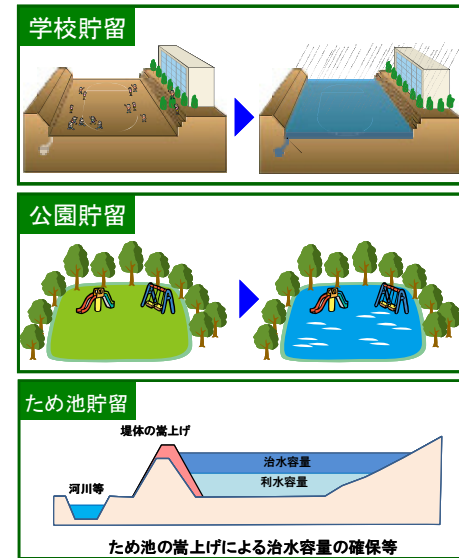 学校貯留
公園貯留
ため池貯留
堤体の嵩上げ
治水容量
河川等
利水容量
ため池の嵩上げによる治水容量の確保等